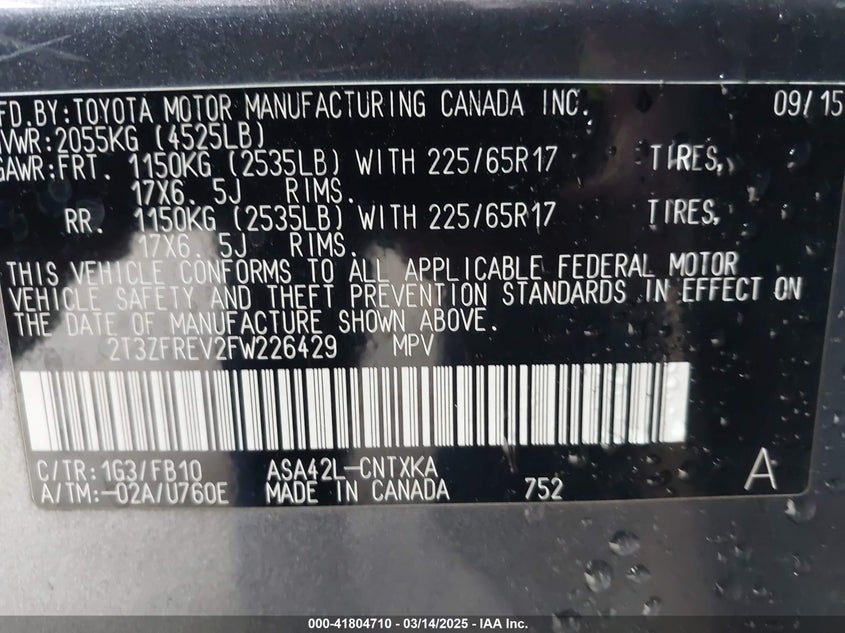 FD.BY:TOYOTA MOTOR MANUFACTURING CANADA INC. 09/15
VWR:2055KG (4525LB)
GAWR:FRT. 1150KG (2535LB) WITH 225/65R17 TIRES,
17X6. 5J RIMS.
RR. 1150KG (2535LB) WITH 225/65R17 TIRES,
17X6. 5J RIMS.
THIS VEHICLE CONFORMS TO ALL APPLICABLE FEDERAL MOTOR
VEHICLE SAFETY AND THEFT PREVENTION STANDARDS IN EFFECT ON
THE DATE OF MANUFACTURE SHOWN ABOVE.
2T3ZFREV2FW226429 MPV
C/TR:1G3/FB10 ASA42L-CNTXKA A
A/TM:-02A/U760E MADE IN CANADA 752
000-41804710 - 03/14/2025 - IAA Inc.